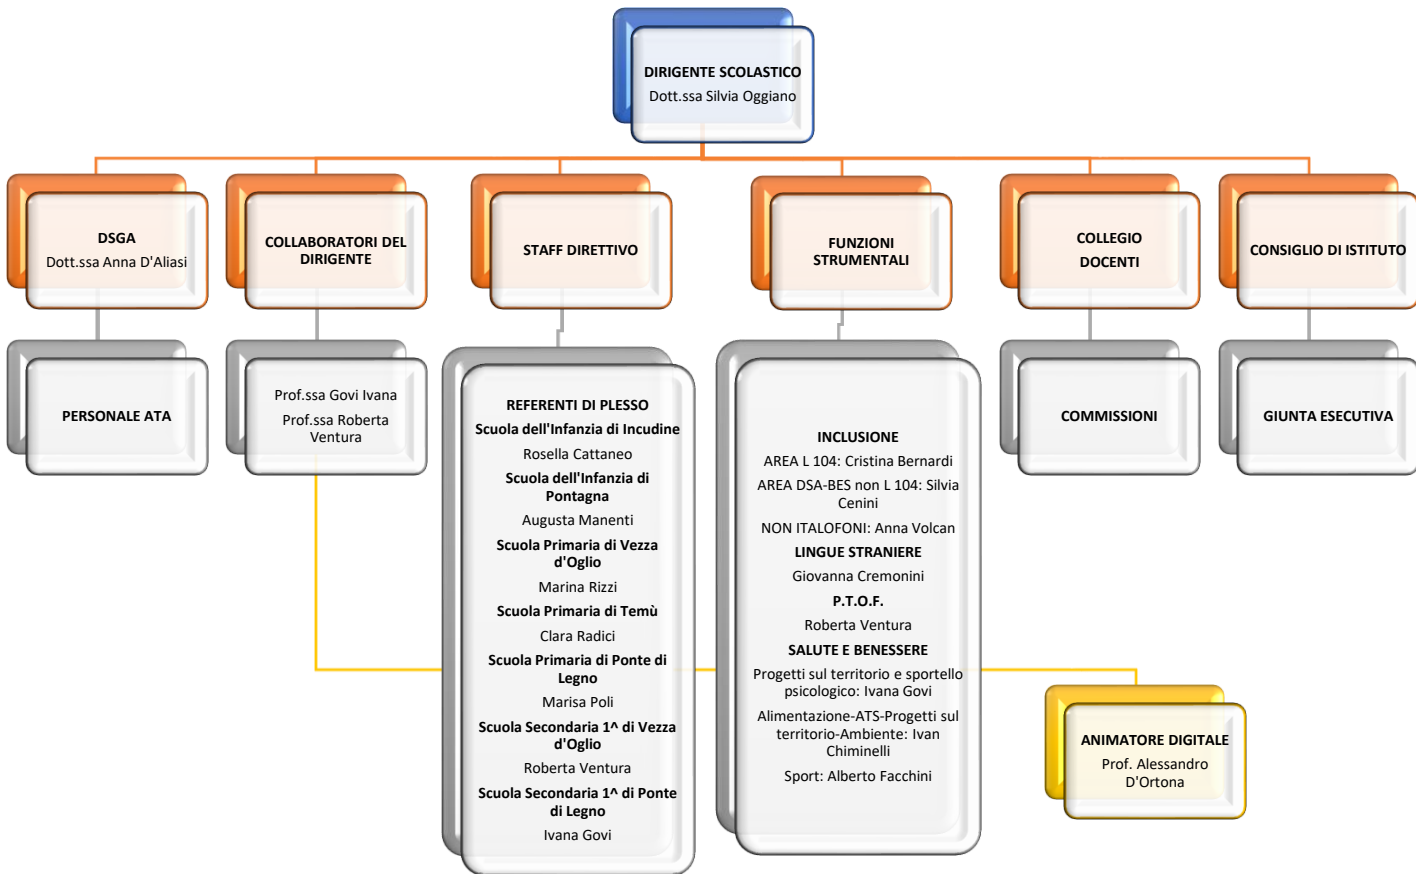 DIRIGENTE SCOLASTICO
Dott.ssa Silvia Oggiano
DSGA
Dott.ssa Anna D'Aliasi
COLLABORATORI DEL
DIRIGENTE
STAFF DIRETTIVO
FUNZIONI
STRUMENTALI
COLLEGIO
DOCENTI
CONSIGLIO DI ISTITUTO
PERSONALE ATA
Prof.ssa Govi Ivana
Prof.ssa Roberta
Ventura
REFERENTI DI PLESSO
Scuola dell'Infanzia di Incudine
Rosella Cattaneo
Scuola dell'Infanzia di
Pontagna
Augusta Manenti
Scuola Primaria di Vezza
d'Oglio
Marina Rizzi
Scuola Primaria di Temù
Clara Radici
Scuola Primaria di Ponte di
Legno
Marisa Poli
Scuola Secondaria 1^ di Vezza
d'Oglio
Roberta Ventura
Scuola Secondaria 1^ di Ponte
di Legno
Ivana Govi
INCLUSIONE
AREA L 104: Cristina Bernardi
AREA DSA-BES non L 104: Silvia
Cenini
NON ITALOFONI: Anna Volcan
LINGUE STRANIERE
Giovanna Cremonini
P.T.O.F.
Roberta Ventura
SALUTE E BENESSERE
Progetti sul territorio e sportello
psicologico: Ivana Govi
Alimentazione-ATS-Progetti sul
territorio-Ambiente: Ivan
Chiminelli
Sport: Alberto Facchini
COMMISSIONI
GIUNTA ESECUTIVA
ANIMATORE DIGITALE
Prof. Alessandro
D'Ortona